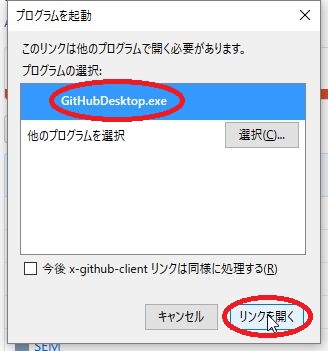 プログラムを起動
このリンクは他のプログラムで開く必要があります。
プログラムの選択:
GitHubDesktop.exe
他のプログラムを選択
選択(C)...
今後 x-github-client リンクは同様に処理する(R)
キャンセル
リンクを開く
SEM